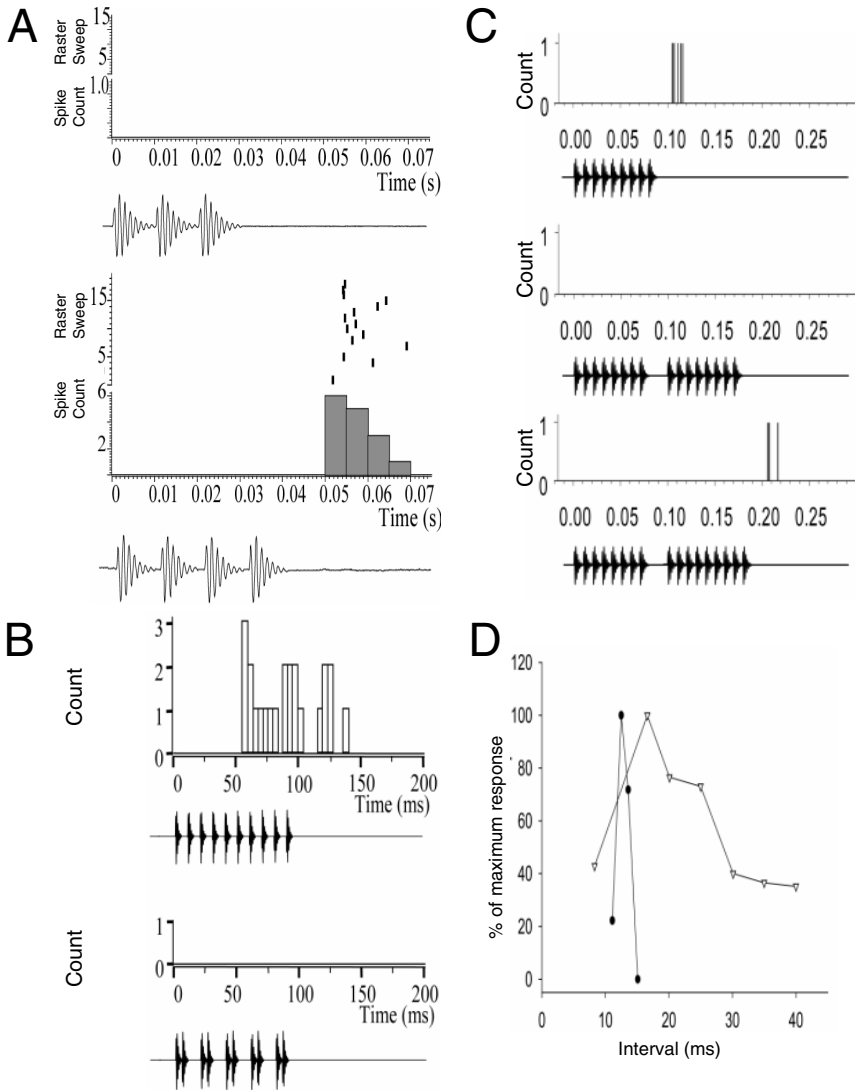 A
Raster
Sweep
15
5
Spike
Count
1.0
0 0.01 0.02 0.03 0.04 0.05 0.06 0.07
Time (s)
Raster
Sweep
15
5
Spike
Count
6
2
0 0.01 0.02 0.03 0.04 0.05 0.06 0.07
Time (s)
B
Count
3
2
1
0
0 50 100 150 200
Time (ms)
Count
1
0
0 50 100 150 200
Time (ms)
C
Count
1
0
0.00 0.05 0.10 0.15 0.20 0.25
Count
1
0
0.00 0.05 0.10 0.15 0.20 0.25
Count
1
0
0.00 0.05 0.10 0.15 0.20 0.25
D
% of maximum response
120
100
80
60
40
20
0
0 10 20 30 40
Interval (ms)